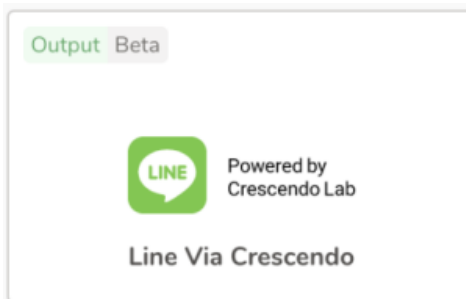 Output Beta
LINE
Powered by
Crescendo Lab
Line Via Crescendo